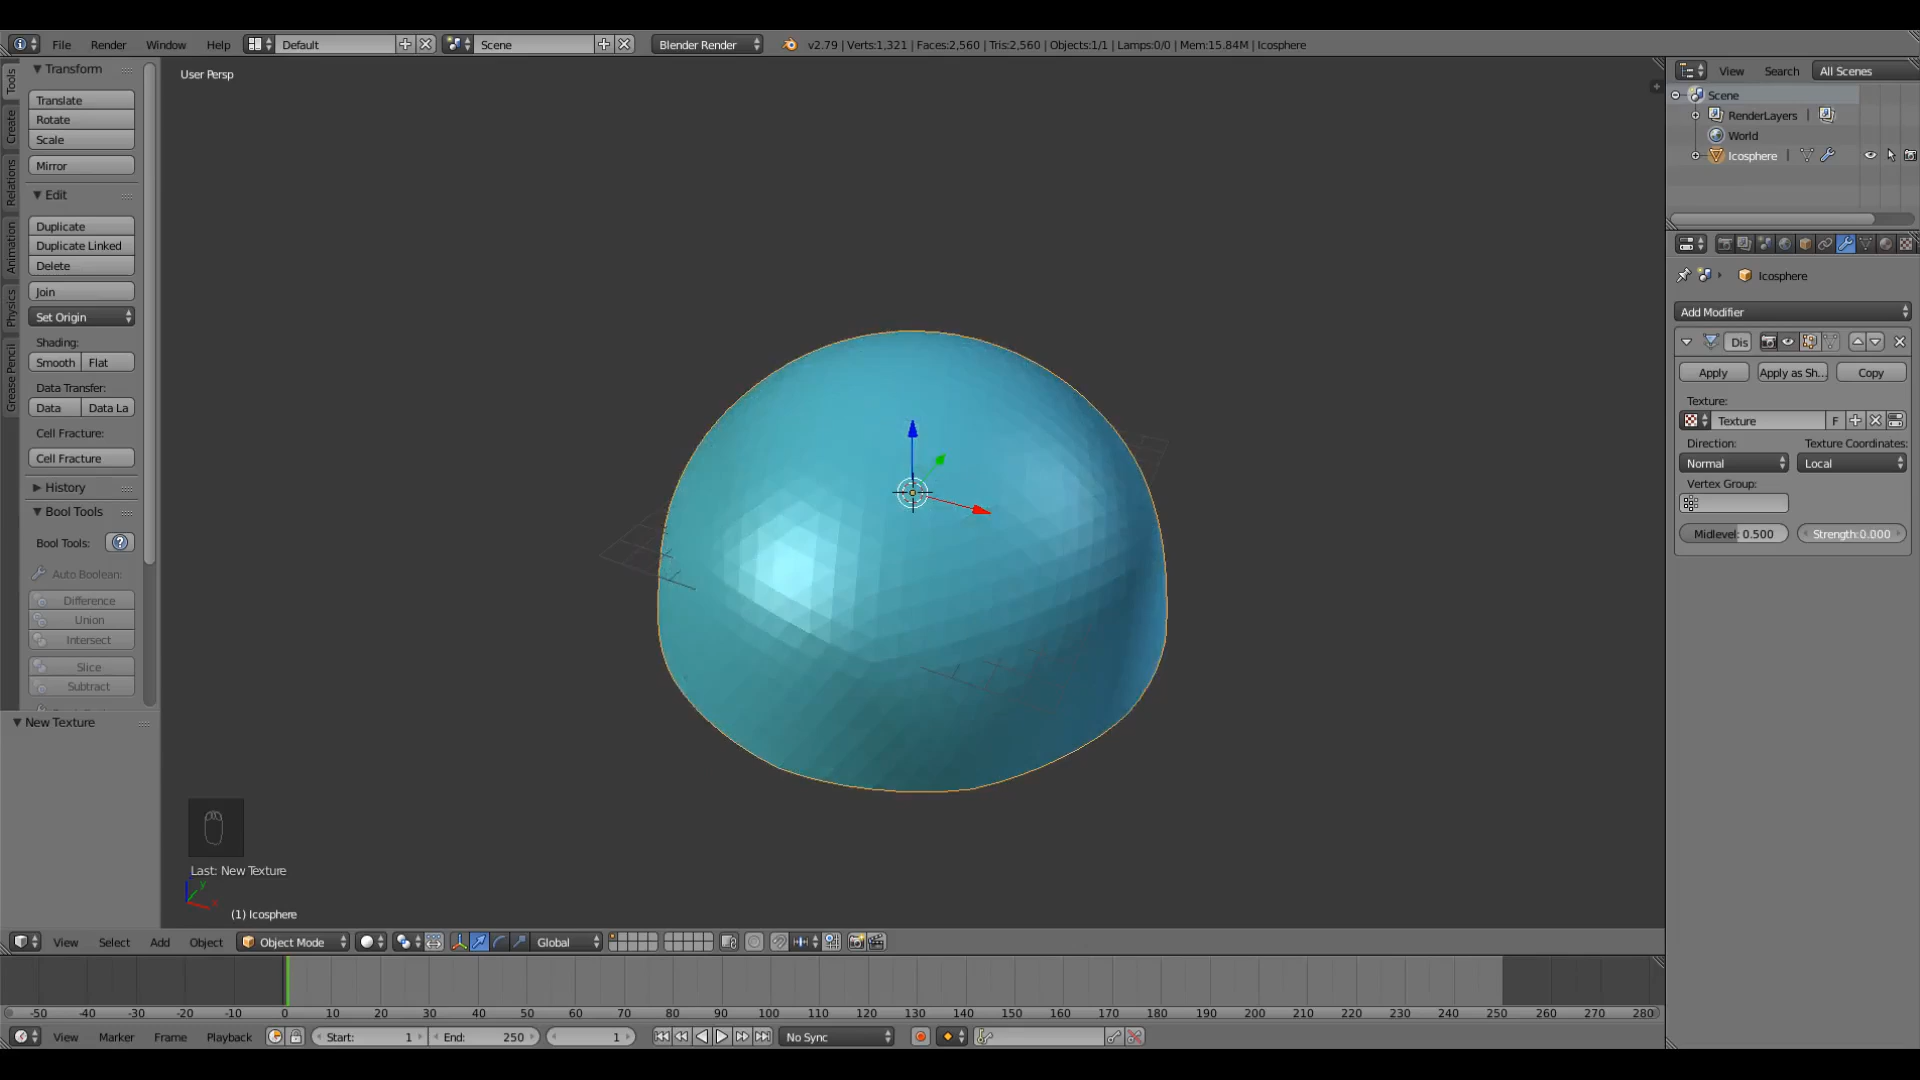 File Render Window Help Default Scene Blender Render v2.79 | Verts:1,321 | Faces:2,560 | Tris:2,560 | Objects:1/1 | Lamps:0/0 | Mem:15.84M | Icosphere
Tools
Create
Relations
Animation
Physics
Grease Pencil
Transform
Translate
Rotate
Scale
Mirror
Edit
Duplicate
Duplicate Linked
Delete
Join
Set Origin
Shading:
Smooth Flat
Data Transfer:
Data Data La
Cell Fracture:
Cell Fracture
History
Bool Tools
Bool Tools:
Auto Boolean:
Difference
Union
Intersect
Slice
Subtract
New Texture
User Persp
Last: New Texture
y
x
(1) Icosphere
View Search All Scenes
Scene
RenderLayers |
World
Icosphere |
Icosphere
Add Modifier
Dis
Apply Apply as Sh... Copy
Texture:
Texture F
Direction: Texture Coordinates:
Normal Local
Vertex Group:
Midlevel: 0.500 Strength:0.000
View Select Add Object Object Mode Global
-50 -40 -30 -20 -10 0 10 20 30 40 50 60 70 80 90 100 110 120 130 140 150 160 170 180 190 200 210 220 230 240 250 260 270 280
View Marker Frame Playback Start: 1 End: 250 1 No Sync